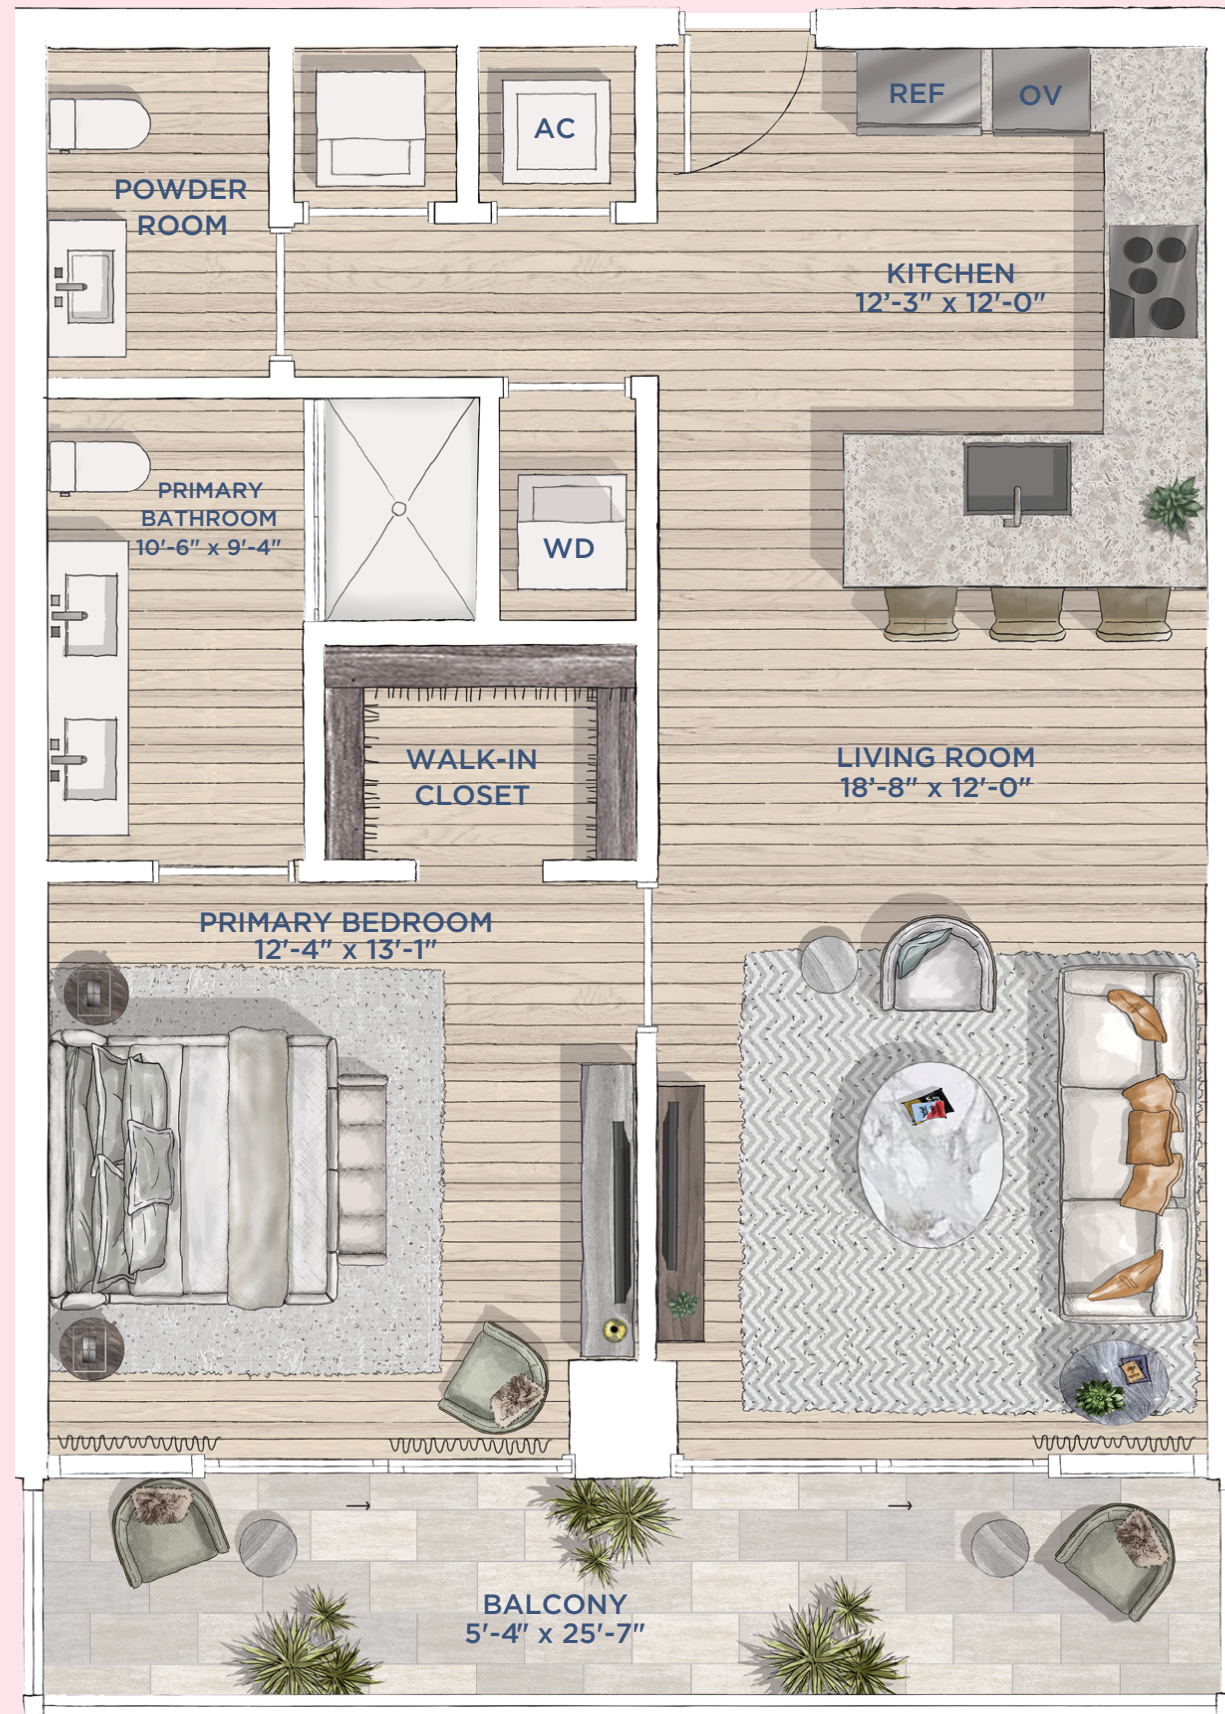 REF
OV
AC
POWDER
ROOM
KITCHEN
12’-3" x 12'-0"
PRIMARY
BATHROOM
10'-6" x 9'-4"
WD
WALK-IN
CLOSET
LIVING ROOM
18’-8" x 12'-0"
PRIMARY BEDROOM
12'-4" x 13'-1"
BALCONY
5'-4" x 25'-7"